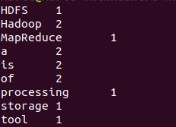 HDFS 1
Hadoop 2
MapReduce 1
a 2
is 2
of 2
processing 1
storage 1
tool 1